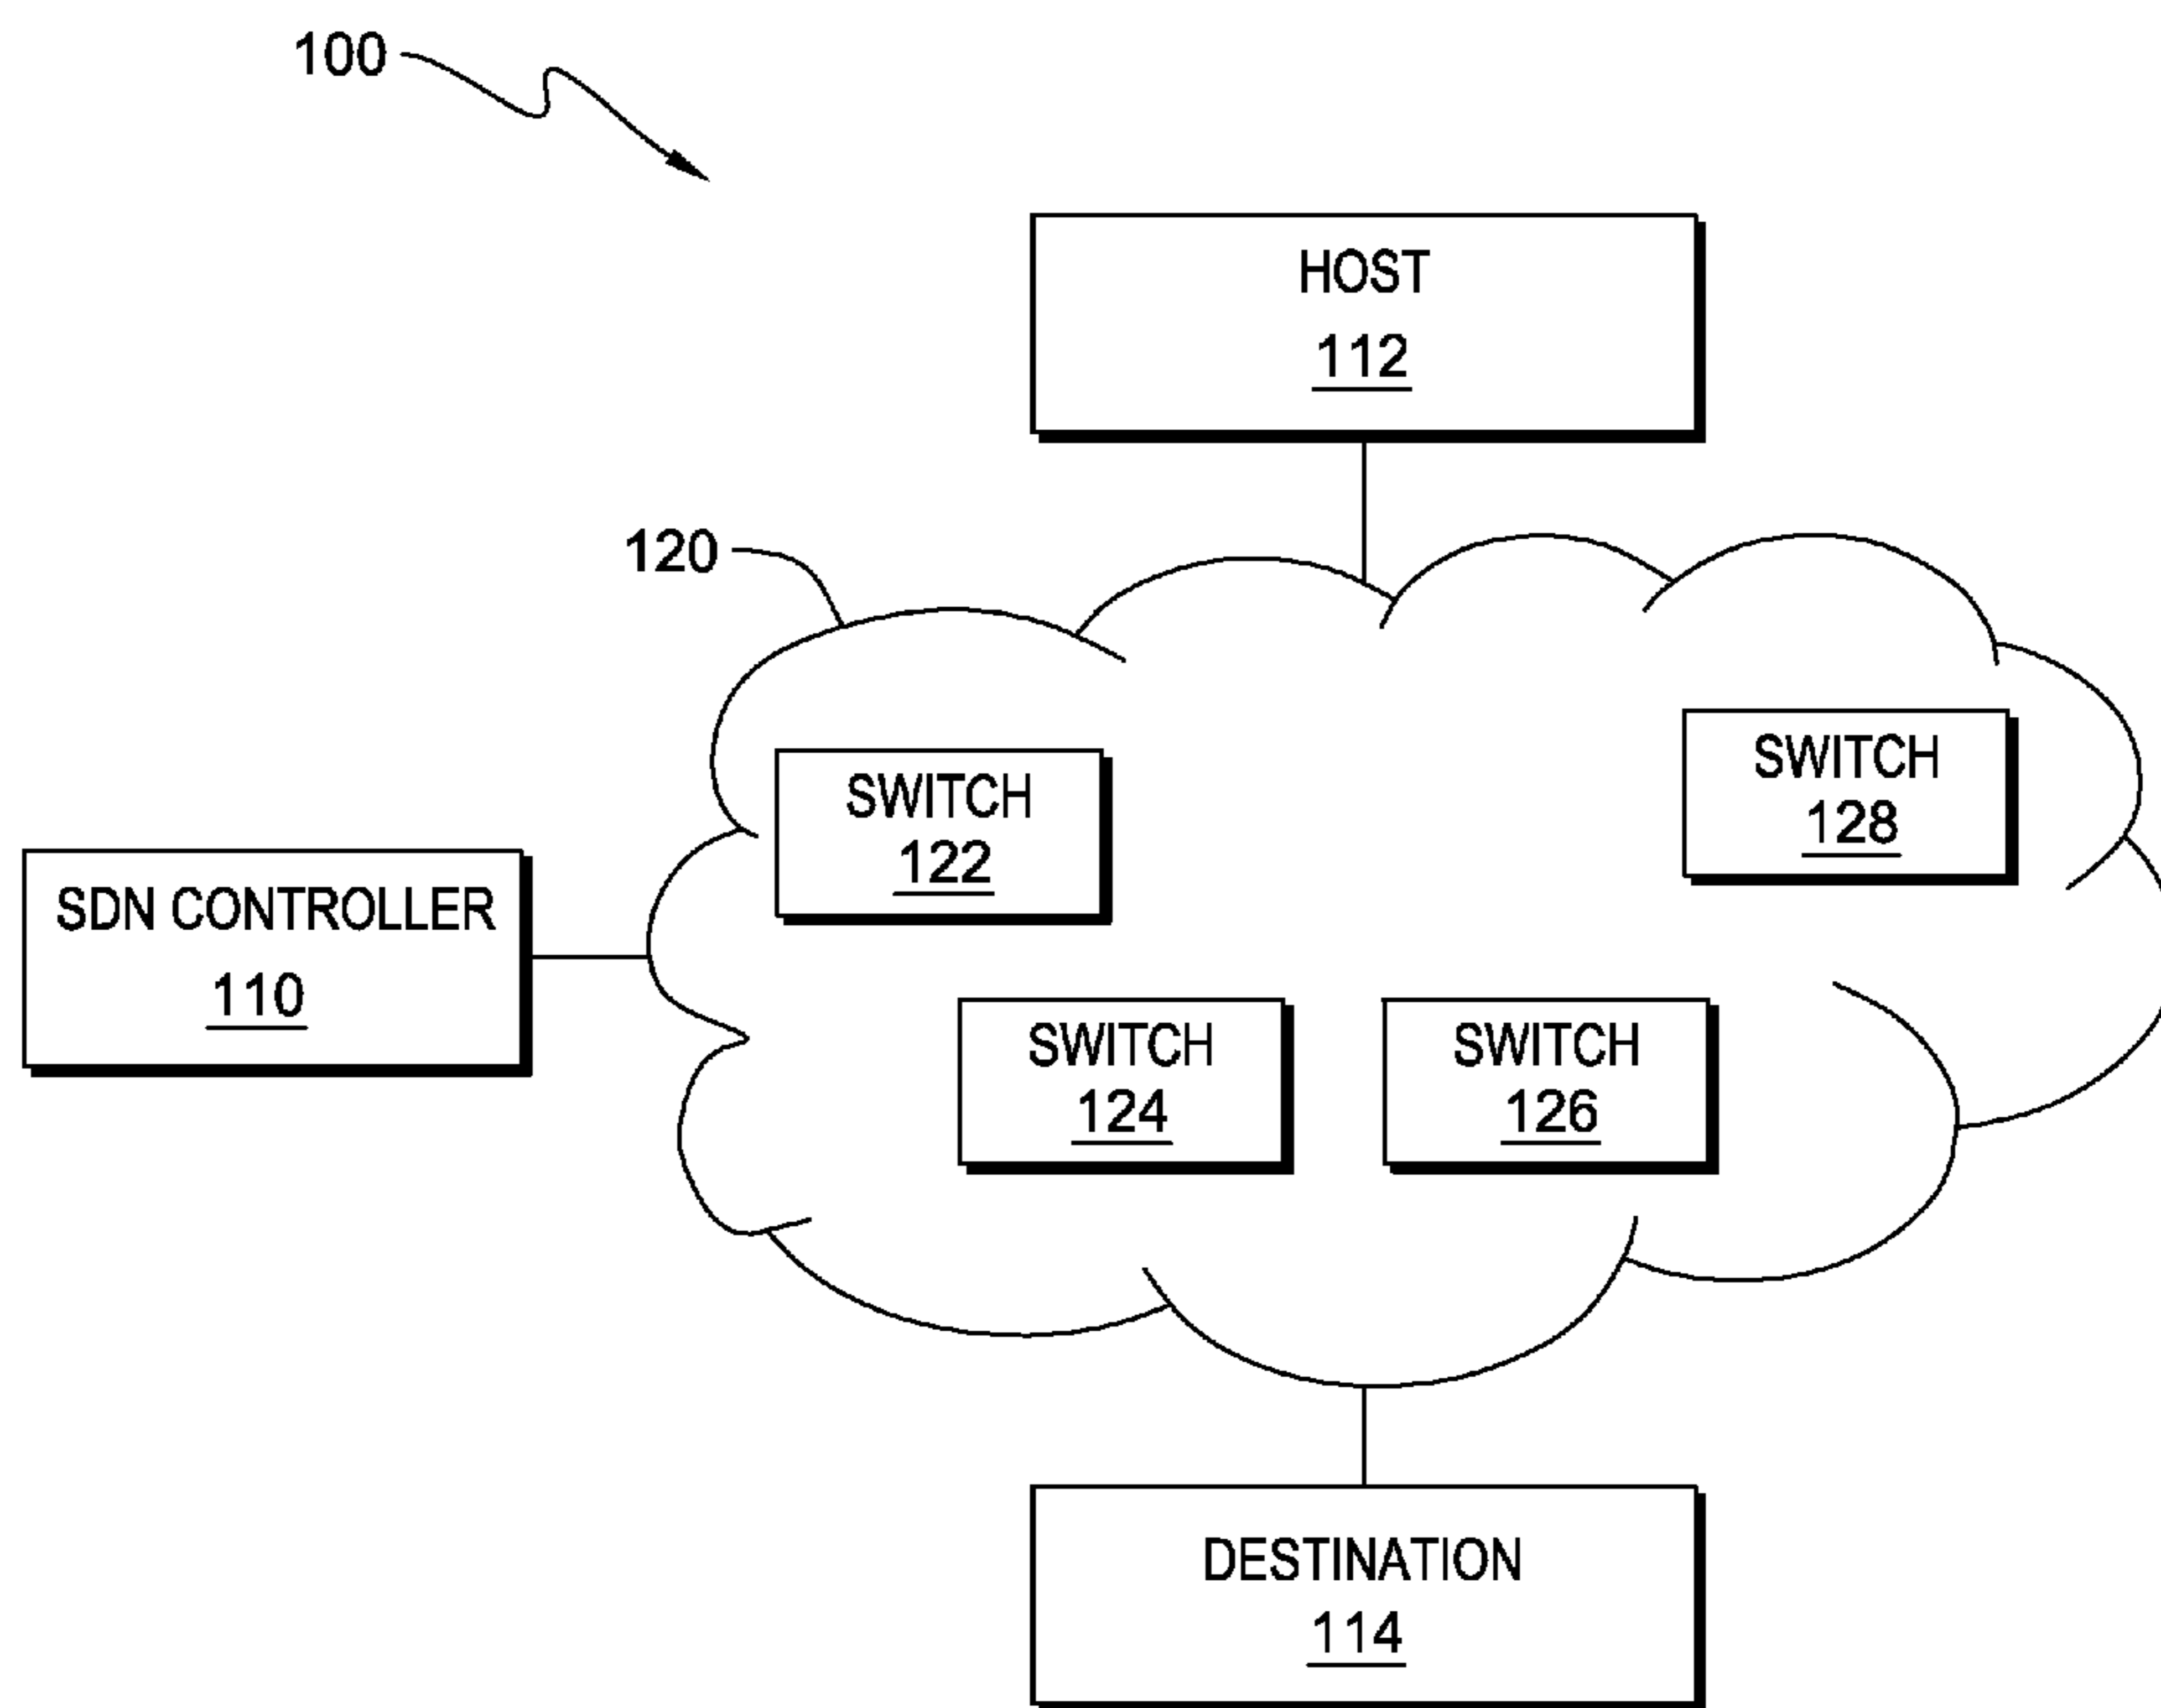 100
HOST
112
120
SWITCH
122
SWITCH
128
SDN CONTROLLER
110
SWITCH
124
SWITCH
126
DESTINATION
114